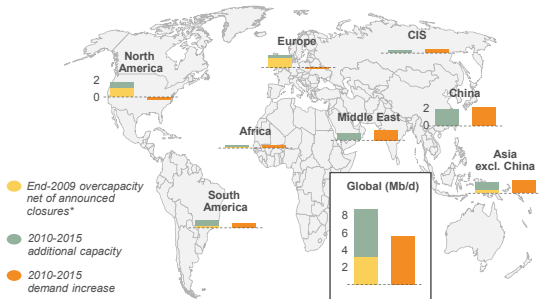 North
America
2
0
Europe
CIS
China
2
0
Africa
Middle East
Asia
excl. China
South
America
End-2009 overcapacity
net of announced
closures*
2010-2015
additional capacity
2010-2015
demand increase
Global (Mb/d)
8
6
4
2